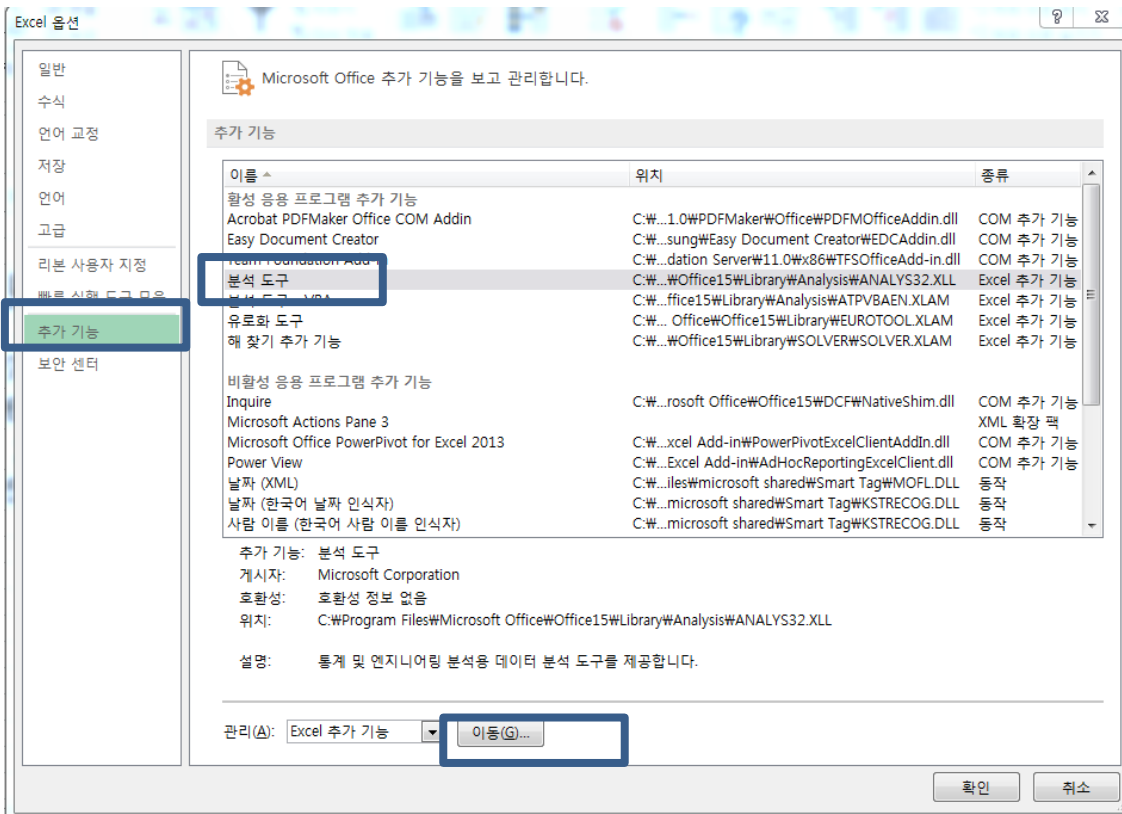 Excel 옵션
일반
수식
언어 교정
저장
언어
고급
리본 사용자 지정
빠른 실행 도구 모음
추가 기능
보안 센터
Microsoft Office 추가 기능을 보고 관리합니다.
추가 기능
이름 위치 종류
활성 응용 프로그램 추가 기능
Acrobat PDFMaker Office COM Addin C:₩...1.0₩PDFMaker₩Office₩PDFMOfficeAddin.dll COM 추가 기능
Easy Document Creator C:₩...sung₩Easy Document Creator₩EDCAddin.dll COM 추가 기능
Team Foundation Add-in C:₩...dation Server₩11.0₩x86₩TFSOfficeAdd-in.dll COM 추가 기능
분석 도구 C:₩...₩Office15₩Library₩Analysis₩ANALYS32.XLL Excel 추가 기능
분석 도구 - VBA C:₩...ffice15₩Library₩Analysis₩ATPVBAEN.XLAM Excel 추가 기능
유로화 도구 C:₩... Office₩Office15₩Library₩EUROTOOL.XLAM Excel 추가 기능
해 찾기 추가 기능 C:₩...₩Office15₩Library₩SOLVER₩SOLVER.XLAM Excel 추가 기능
비활성 응용 프로그램 추가 기능
Inquire C:₩...rosoft Office₩Office15₩DCF₩NativeShim.dll COM 추가 기능
Microsoft Actions Pane 3 XML 확장 팩
Microsoft Office PowerPivot for Excel 2013 C:₩...xcel Add-in₩PowerPivotExcelClientAddIn.dll COM 추가 기능
Power View C:₩...Excel Add-in₩AdHocReportingExcelClient.dll COM 추가 기능
날짜 (XML) C:₩...iles₩microsoft shared₩Smart Tag₩MOFL.DLL 동작
날짜 (한국어 날짜 인식자) C:₩...microsoft shared₩Smart Tag₩KSTRECOG.DLL 동작
사람 이름 (한국어 사람 이름 인식자) C:₩...microsoft shared₩Smart Tag₩KSTRECOG.DLL 동작
추가 기능: 분석 도구
게시자: Microsoft Corporation
호환성: 호환성 정보 없음
위치: C:₩Program Files₩Microsoft Office₩Office15₩Library₩Analysis₩ANALYS32.XLL
설명: 통계 및 엔지니어링 분석용 데이터 분석 도구를 제공합니다.
관리(A): Excel 추가 기능 이동(G)...
확인 취소